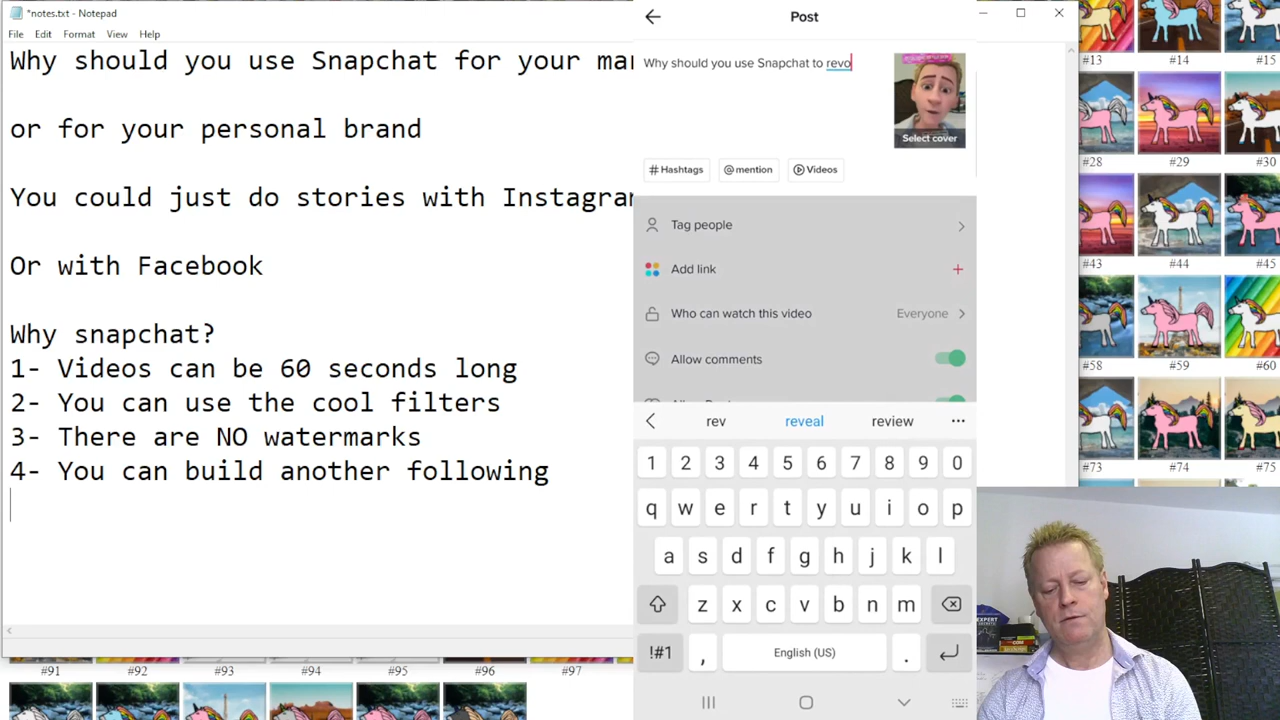 *notes.txt - Notepad
File Edit Format View Help
Why should you use Snapchat for your mar
or for your personal brand
You could just do stories with Instagram
Or with Facebook
Why snapchat?
1- Videos can be 60 seconds long
2- You can use the cool filters
3- There are NO watermarks
4- You can build another following
Post
Why should you use Snapchat to revo
Select cover
#Hashtags @mention Videos
Tag people
Add link +
Who can watch this video Everyone
Allow comments
rev reveal review ...
1 2 3 4 5 6 7 8 9 0
q w e r t y u i o p
a s d f g h j k l
z x c v b n m
!#1 , English (US) .
#13 #14 #15
#28 #29 #30
#43 #44 #45
#58 #59 #60
#73 #74 #75
#91 #92 #93 #94 #95 #96 #97
EXPERT
SECRETS